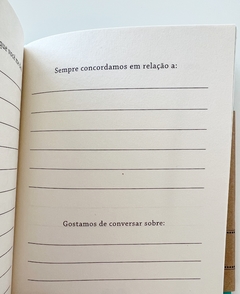 Sempre concordamos em relação a:
Gostamos de conversar sobre: